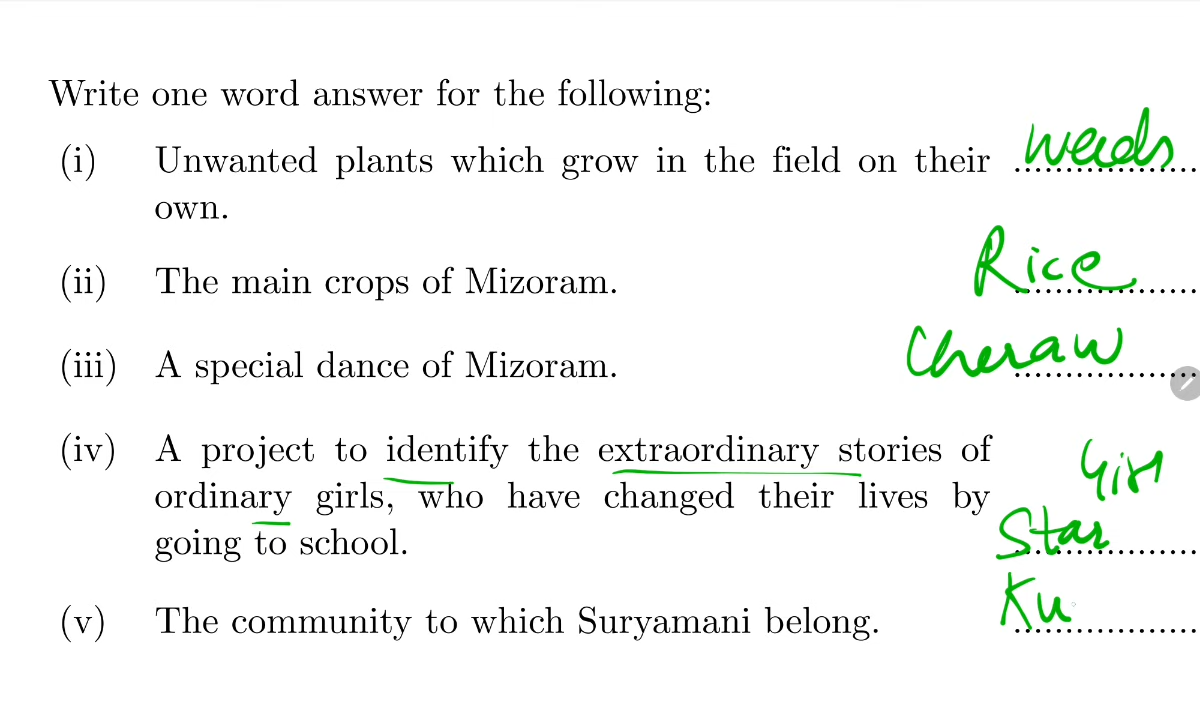 Write one word answer for the following:
(i) Unwanted plants which grow in the field on their weeds
own.
(ii) The main crops of Mizoram. Rice
(iii) A special dance of Mizoram. Cheraw
(iv) A project to identify the extraordinary stories of Girl
ordinary girls, who have changed their lives by
going to school. Star
(v) The community to which Suryamani belong. Ku